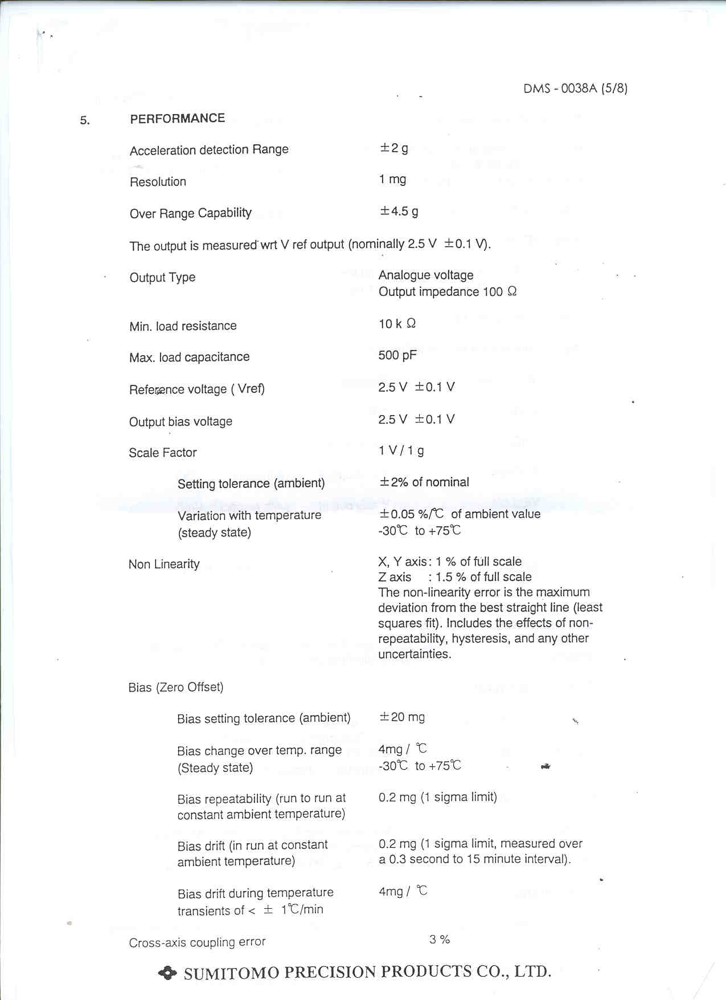 DMS - 0038A (5/8)
5. PERFORMANCE
Acceleration detection Range ±2 g
Resolution 1 mg
Over Range Capability ±4.5 g
The output is measured wrt V ref output (nominally 2.5 V ±0.1 V).
Output Type Analogue voltage
Output impedance 100 Ω
Min. load resistance 10 k Ω
Max. load capacitance 500 pF
Reference voltage ( Vref) 2.5 V ±0.1 V
Output bias voltage 2.5 V ±0.1 V
Scale Factor 1 V / 1 g
Setting tolerance (ambient) ±2% of nominal
Variation with temperature ±0.05 %/℃ of ambient value
(steady state) -30℃ to +75℃
Non Linearity X, Y axis : 1 % of full scale
Z axis : 1.5 % of full scale
The non-linearity error is the maximum
deviation from the best straight line (least
squares fit). Includes the effects of non-
repeatability, hysteresis, and any other
uncertainties.
Bias (Zero Offset)
Bias setting tolerance (ambient) ±20 mg
Bias change over temp. range 4mg / ℃
(Steady state) -30℃ to +75℃
Bias repeatability (run to run at 0.2 mg (1 sigma limit)
constant ambient temperature)
Bias drift (in run at constant 0.2 mg (1 sigma limit, measured over
ambient temperature) a 0.3 second to 15 minute interval).
Bias drift during temperature 4mg / ℃
transients of < ± 1℃/min
Cross-axis coupling error 3 %
SUMITOMO PRECISION PRODUCTS CO., LTD.